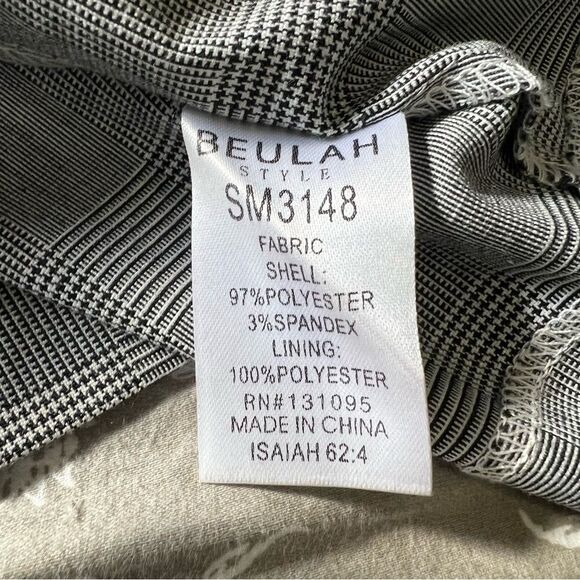 BEULAH
STYLE
SM3148
FABRIC
SHELL:
97%POLYESTER
3%SPANDEX
LINING:
100%POLYESTER
RN#131095
MADE IN CHINA
ISAIAH 62:4